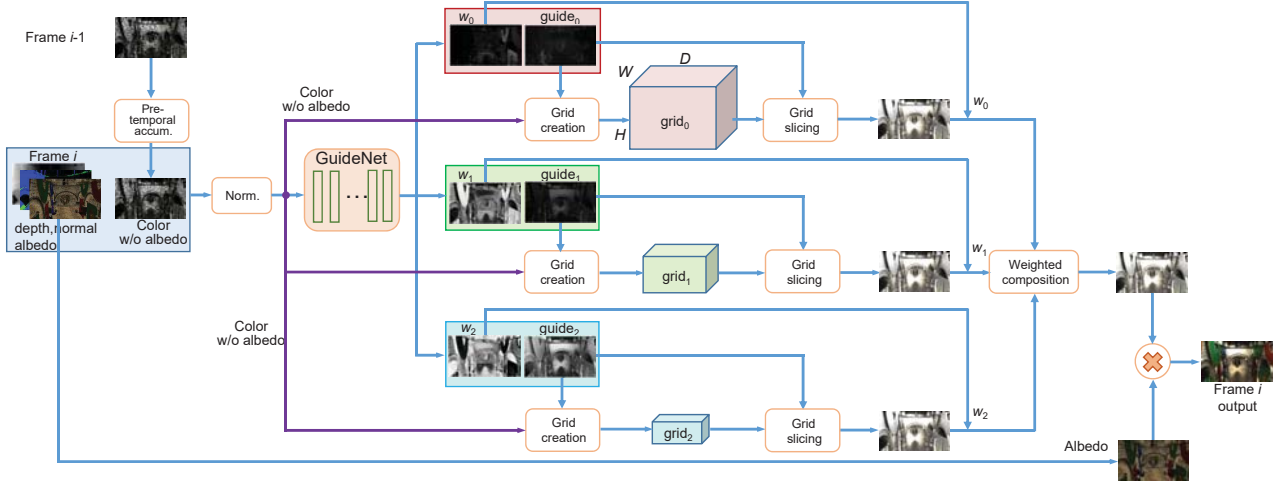 Frame i-1
Pre-
temporal
accum.
Frame i
depth,normal
albedo
Color
w/o albedo
Norm.
GuideNet
...
Color
w/o albedo
Color
w/o albedo
w0
guiden
Grid
creation
W
D
H
grid0
Grid
slicing
w0
w1
guide1
Grid
creation
grid1
Grid
slicing
w1
w2
guide2
Grid
creation
grid2
Grid
slicing
w2
Weighted
composition
Frame i
output
Albedo